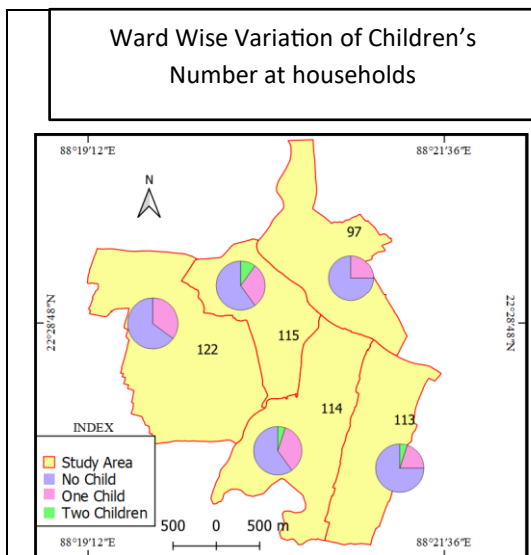 Ward Wise Variation of Children's
Number at households
88°19'12"E
88°21'36"E
N
97
22°28'48"N
22°28'48"N
115
122
114
113
INDEX
Study Area
No Child
One Child
Two Children
500 0 500 m
88°19'12"E
88°21'36"E